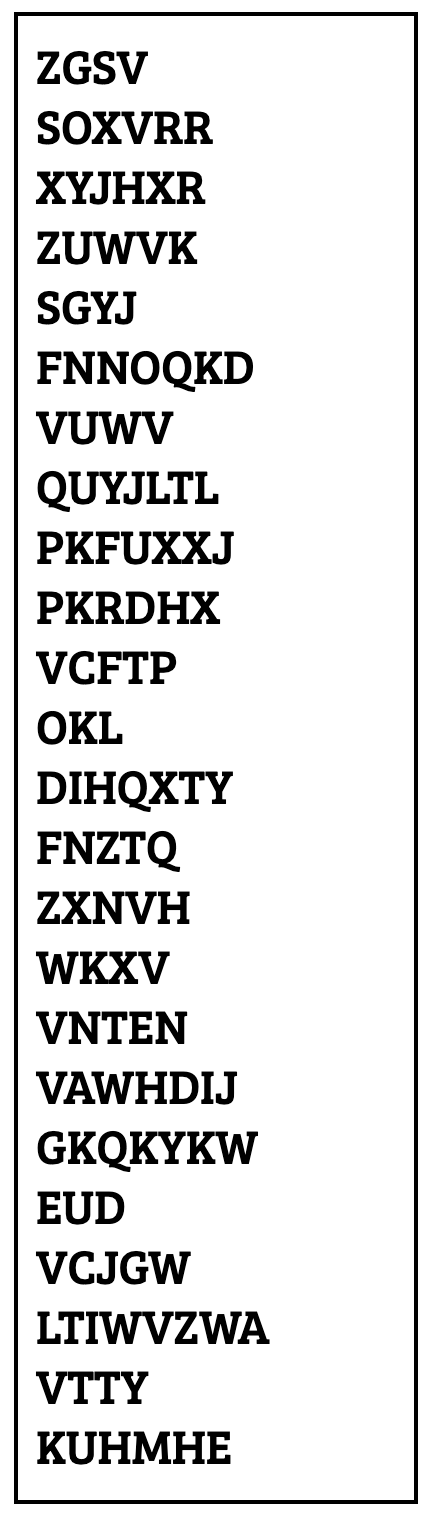 ZGSV
SOXVRR
XYJHXR
ZUWVK
SGYJ
FNNOQKD
VUWV
QUYJLTL
PKFUXXJ
PKRDHX
VCFTP
OKL
DIHQXTY
FNZTQ
ZXNVH
WKXV
VNTEN
VAWHDIJ
GKQKYKW
EUD
VCJGW
LTIWVZWA
VTTY
KUHMHE